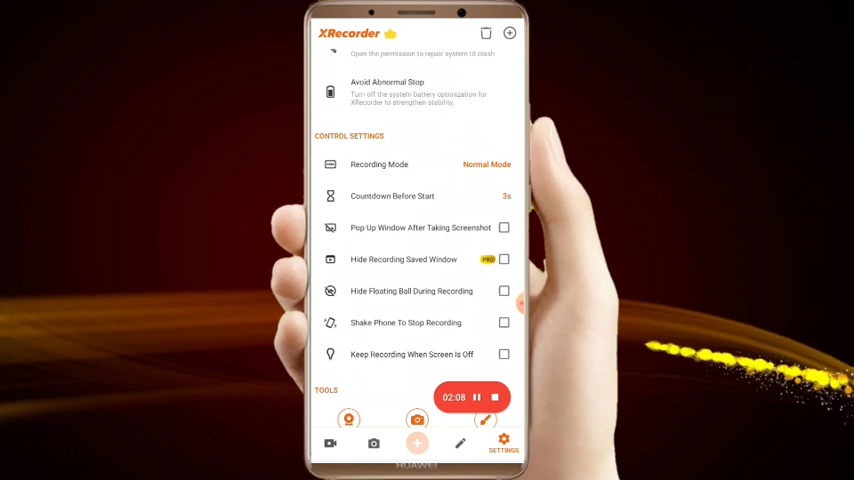 XRecorder
Open the permission to repair system UI crash
Avoid Abnormal Stop
Turn off the system battery optimization for
XRecorder to strengthen stability.
CONTROL SETTINGS
Recording Mode
Normal Mode
Countdown Before Start
3s
Pop Up Window After Taking Screenshot
Hide Recording Saved Window
PRO
Hide Floating Ball During Recording
Shake Phone To Stop Recording
Keep Recording When Screen Is Off
TOOLS
02:08
SETTINGS
HUAWEI